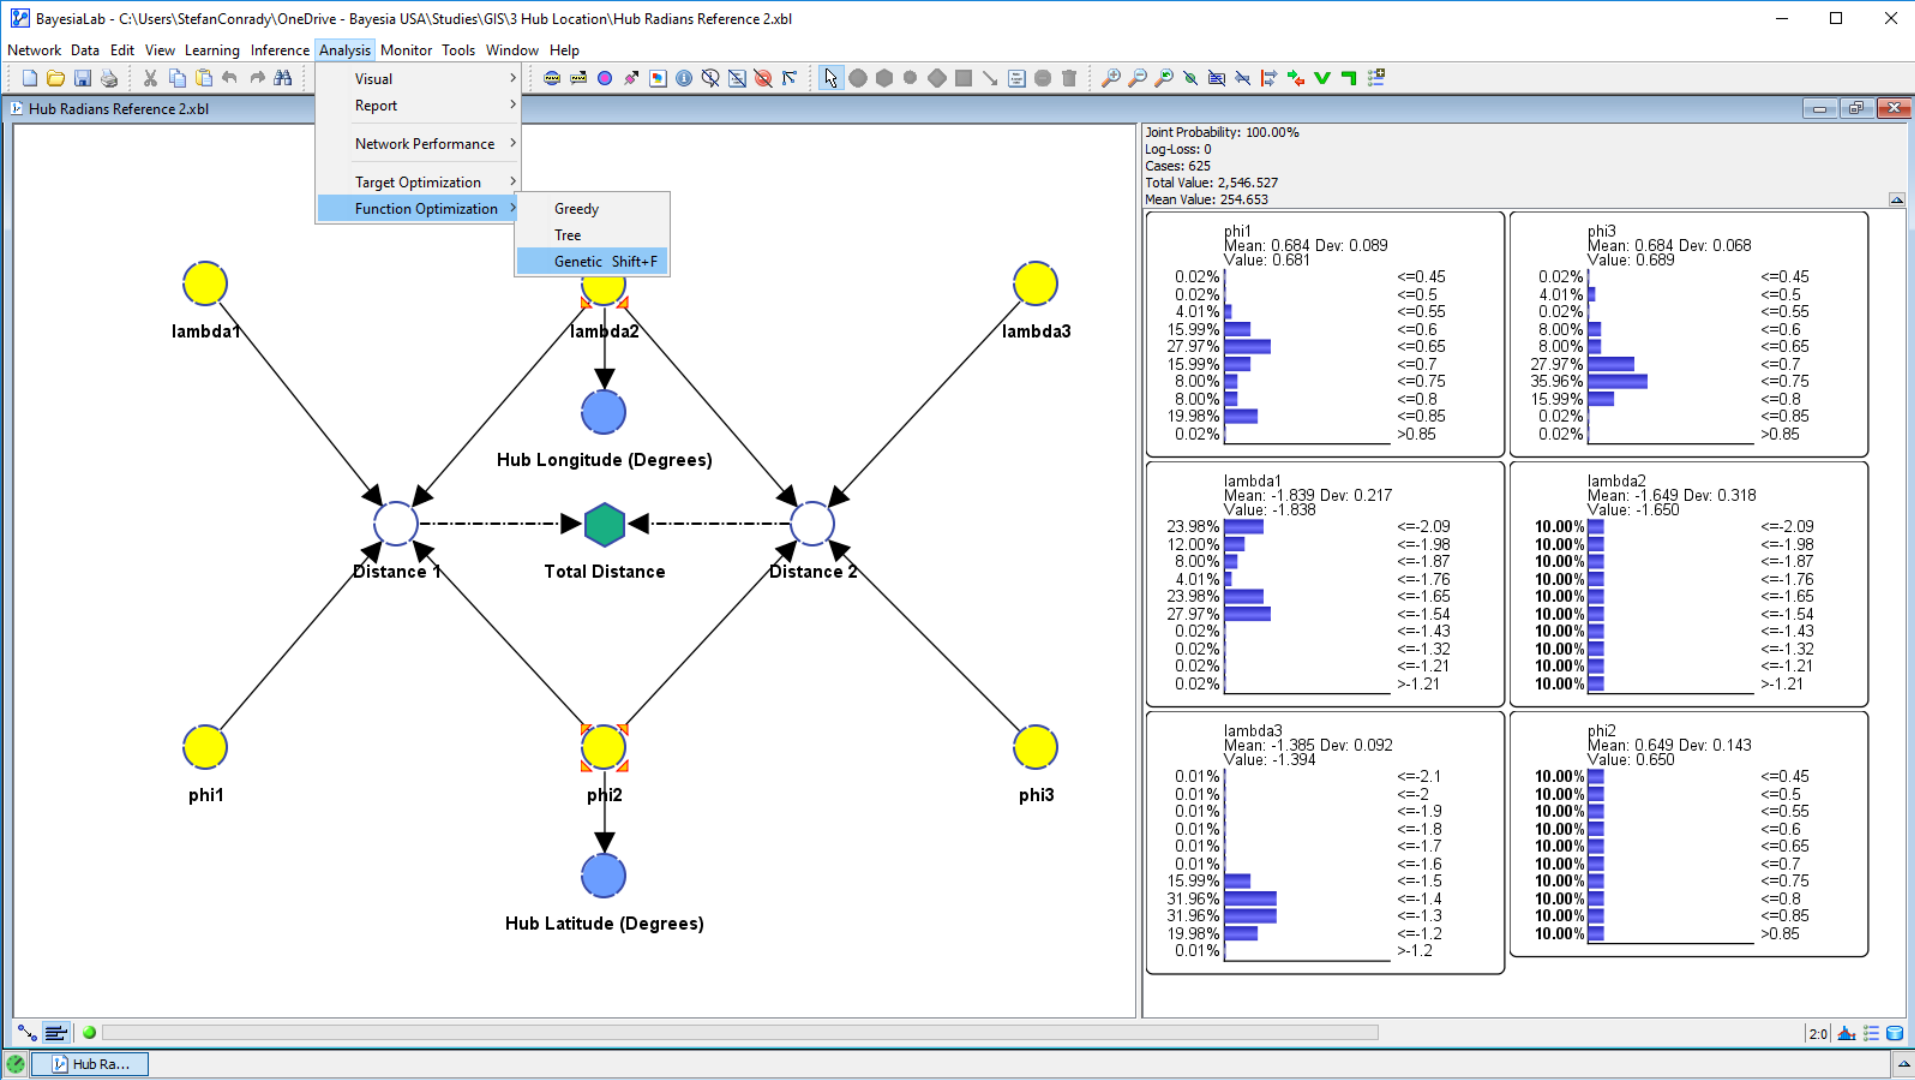 BayesiaLab - C:\Users\StefanConrady\OneDrive - Bayesia USA\Studies\GIS\3 Hub Location\Hub Radians Reference 2.xbl
Network Data Edit View Learning Inference Analysis Monitor Tools Window Help
Visual
Report
Network Performance
Target Optimization
Function Optimization
Greedy
Tree
Genetic Shift+F
Hub Radians Reference 2.xbl
lambda1
lambda2
lambda3
Hub Longitude (Degrees)
Distance 1
Total Distance
Distance 2
phi1
phi2
phi3
Hub Latitude (Degrees)
Joint Probability: 100.00%
Log-Loss: 0
Cases: 625
Total Value: 2,546.527
Mean Value: 254.653
phi1
Mean: 0.684 Dev: 0.089
Value: 0.681
0.02% <=0.45
0.02% <=0.5
4.01% <=0.55
15.99% <=0.6
27.97% <=0.65
15.99% <=0.7
8.00% <=0.75
8.00% <=0.8
19.98% <=0.85
0.02% >0.85
phi3
Mean: 0.684 Dev: 0.068
Value: 0.689
0.02% <=0.45
4.01% <=0.5
0.02% <=0.55
8.00% <=0.6
8.00% <=0.65
27.97% <=0.7
35.96% <=0.75
15.99% <=0.8
0.02% <=0.85
0.02% >0.85
lambda1
Mean: -1.839 Dev: 0.217
Value: -1.838
23.98% <=-2.09
12.00% <=-1.98
8.00% <=-1.87
4.01% <=-1.76
23.98% <=-1.65
27.97% <=-1.54
0.02% <=-1.43
0.02% <=-1.32
0.02% <=-1.21
0.02% >-1.21
lambda2
Mean: -1.649 Dev: 0.318
Value: -1.650
10.00% <=-2.09
10.00% <=-1.98
10.00% <=-1.87
10.00% <=-1.76
10.00% <=-1.65
10.00% <=-1.54
10.00% <=-1.43
10.00% <=-1.32
10.00% <=-1.21
10.00% >-1.21
lambda3
Mean: -1.385 Dev: 0.092
Value: -1.394
0.01% <=-2.1
0.01% <=-2
0.01% <=-1.9
0.01% <=-1.8
0.01% <=-1.7
0.01% <=-1.6
15.99% <=-1.5
31.96% <=-1.4
31.96% <=-1.3
19.98% <=-1.2
0.01% >-1.2
phi2
Mean: 0.649 Dev: 0.143
Value: 0.650
10.00% <=0.45
10.00% <=0.5
10.00% <=0.55
10.00% <=0.6
10.00% <=0.65
10.00% <=0.7
10.00% <=0.75
10.00% <=0.8
10.00% <=0.85
10.00% >0.85
2:0
Hub Ra...